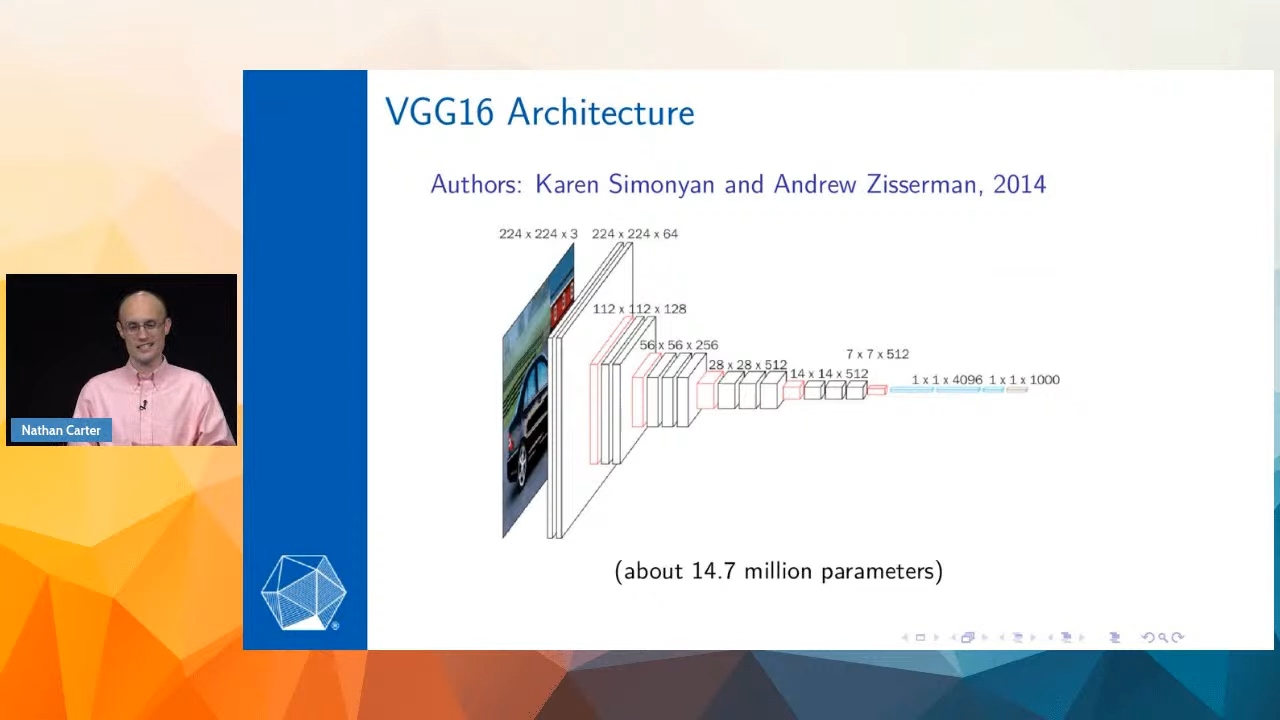 VGG16 Architecture
Authors: Karen Simonyan and Andrew Zisserman, 2014
224 x 224 x 3 224 x 224 x 64
112 x 112 x 128
56 x 56 x 256
28 x 28 x 512
14 x 14 x 512
7 x 7 x 512
1 x 1 x 4096 1 x 1 x 1000
(about 14.7 million parameters)
Nathan Carter
®